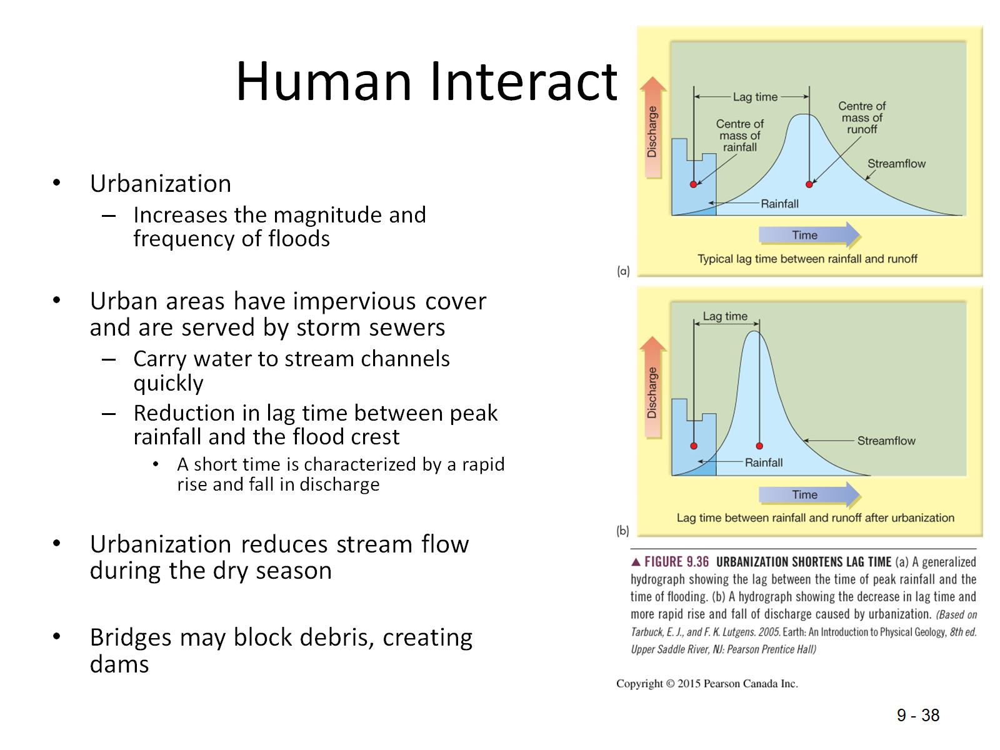 Human Interact
• Urbanization
– Increases the magnitude and
frequency of floods
• Urban areas have impervious cover
and are served by storm sewers
– Carry water to stream channels
quickly
– Reduction in lag time between peak
rainfall and the flood crest
• A short time is characterized by a rapid
rise and fall in discharge
• Urbanization reduces stream flow
during the dry season
• Bridges may block debris, creating
dams
Discharge
Lag time
Centre of
mass of
rainfall
Centre of
mass of
runoff
Streamflow
Rainfall
Time
Typical lag time between rainfall and runoff
(a)
Discharge
Lag time
Streamflow
Rainfall
Time
Lag time between rainfall and runoff after urbanization
(b)
▲ FIGURE 9.36 URBANIZATION SHORTENS LAG TIME (a) A generalized
hydrograph showing the lag between the time of peak rainfall and the
time of flooding. (b) A hydrograph showing the decrease in lag time and
more rapid rise and fall of discharge caused by urbanization. (Based on
Tarbuck, E. J., and F. K. Lutgens. 2005. Earth: An Introduction to Physical Geology, 8th ed.
Upper Saddle River, NJ: Pearson Prentice Hall)
Copyright © 2015 Pearson Canada Inc.
9 - 38